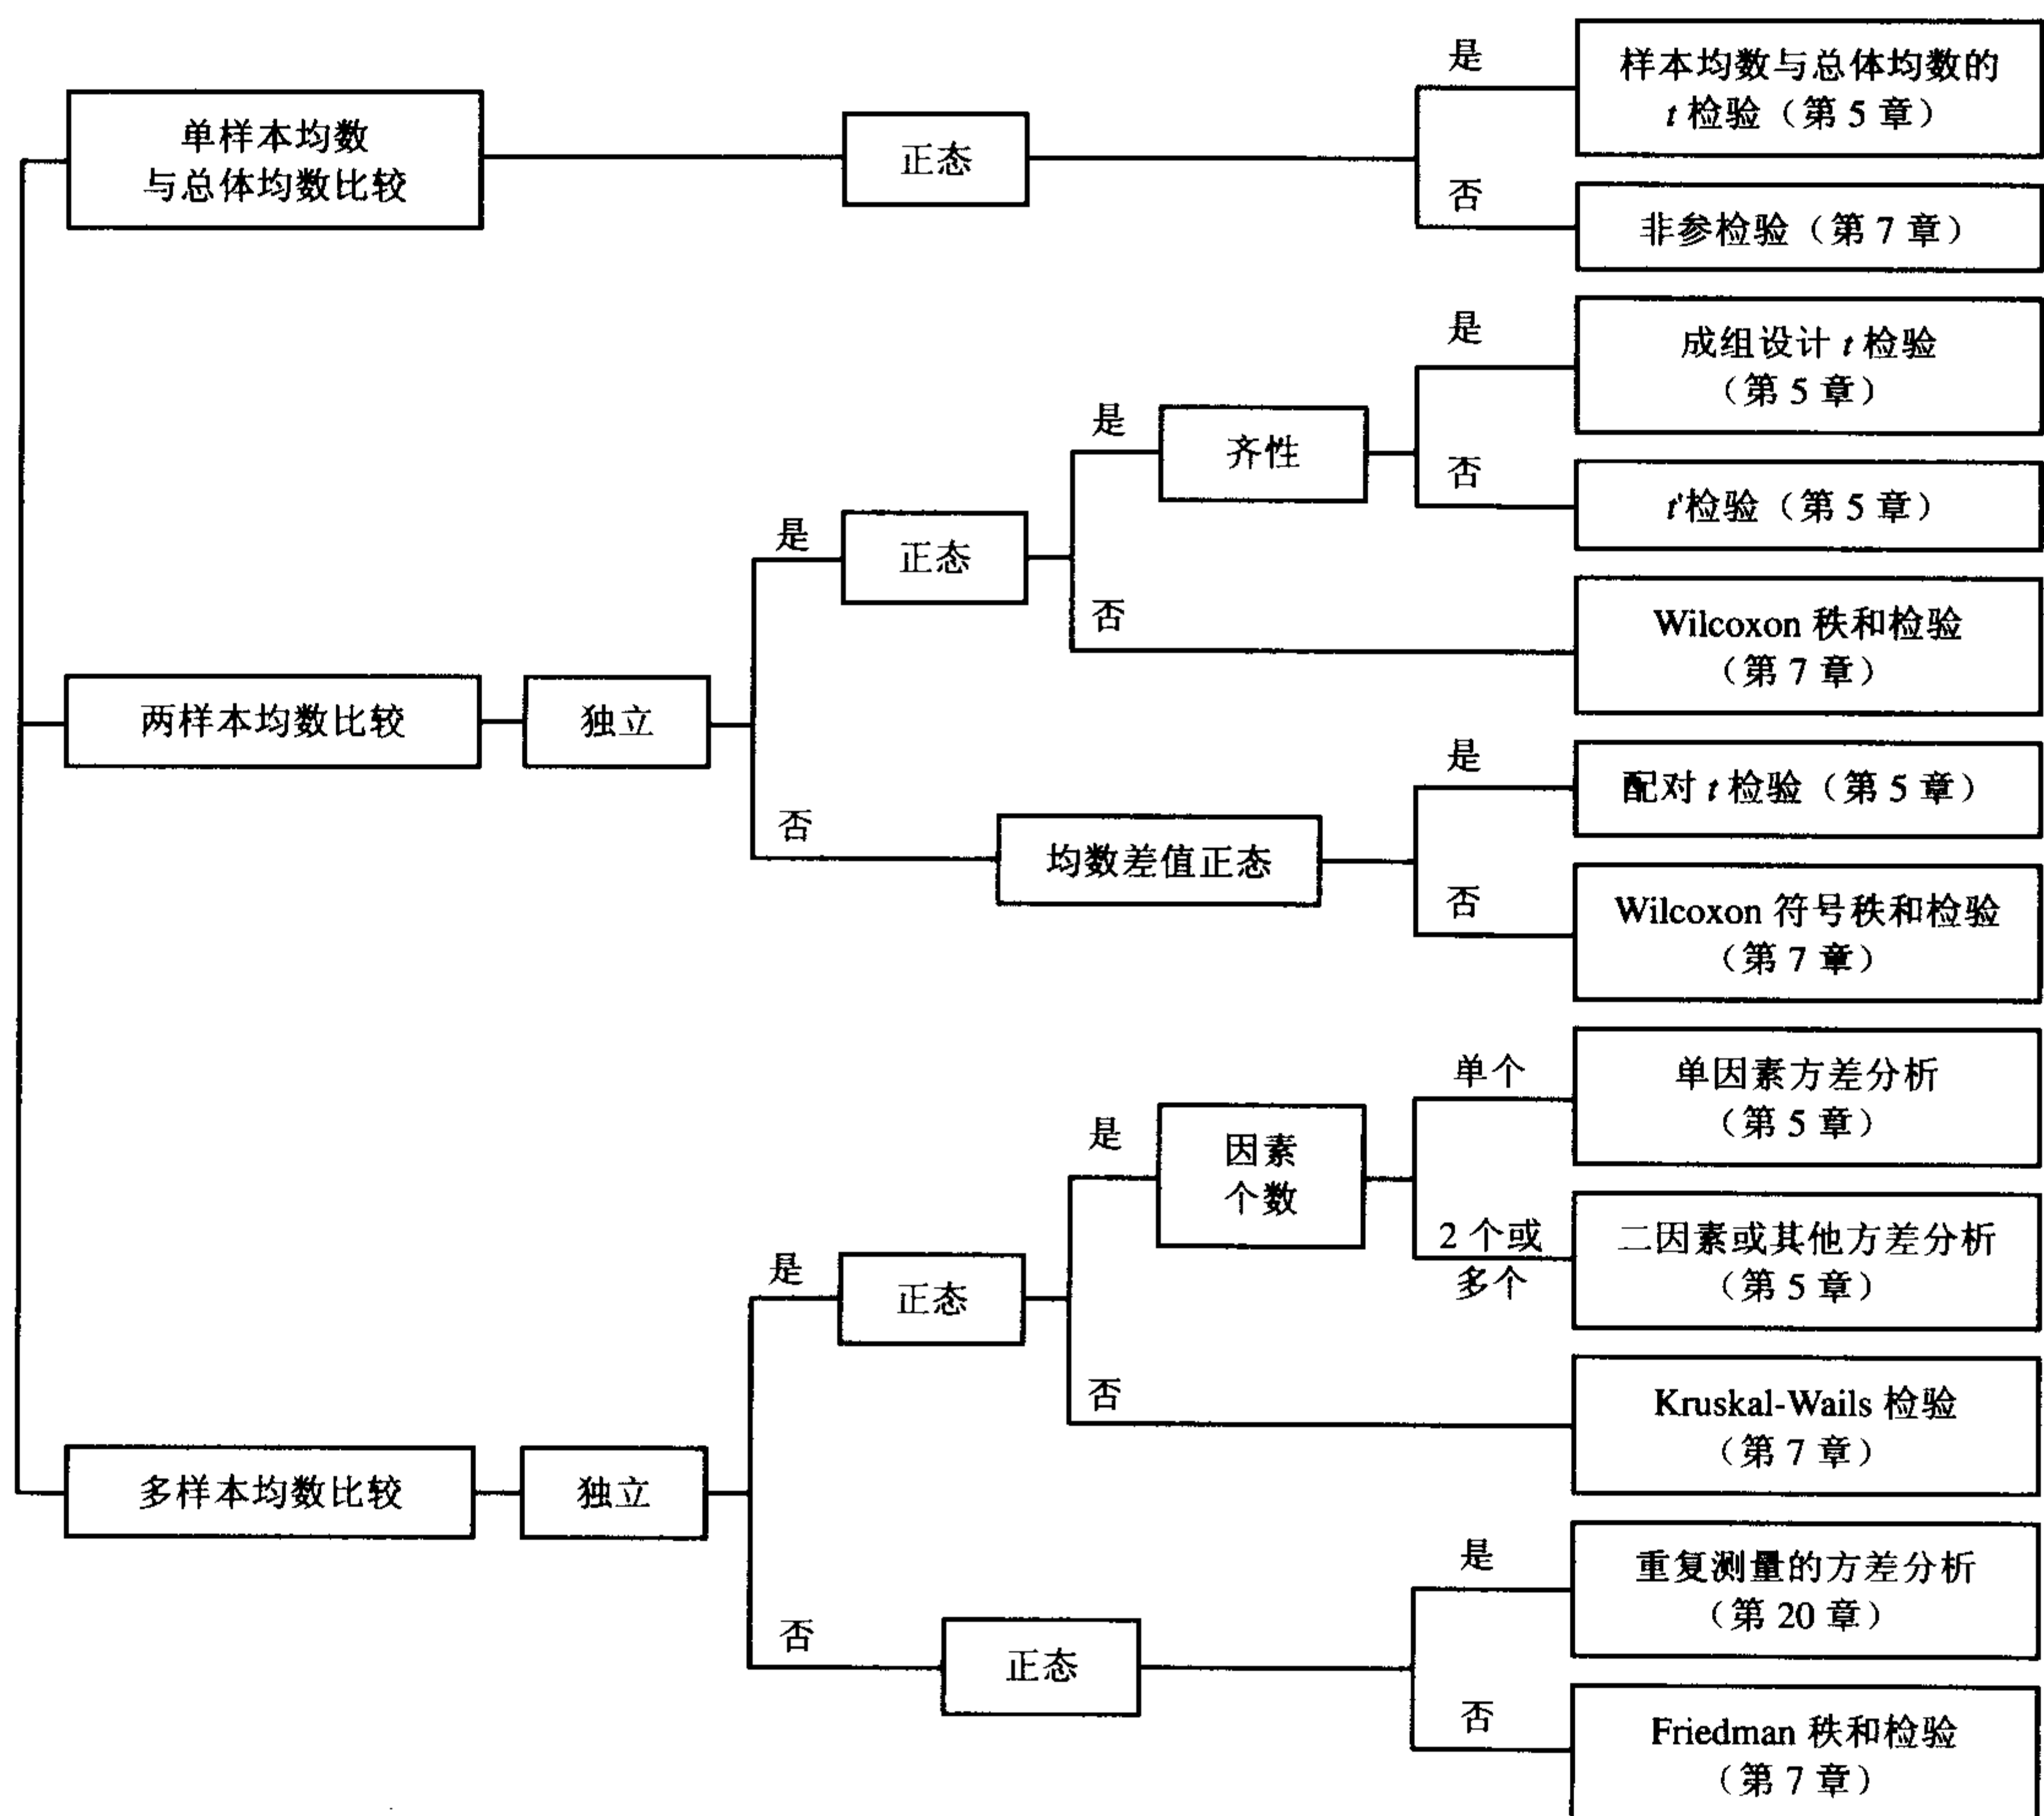 是
样本均数与总体均数的
t 检验（第 5 章）
单样本均数
与总体均数比较
正态
否
非参检验（第 7 章）
是
成组设计 t 检验
（第 5 章）
是
齐性
否
t'检验（第 5 章）
是
正态
否
Wilcoxon 秩和检验
（第 7 章）
两样本均数比较
独立
是
配对 t 检验（第 5 章）
否
均数差值正态
否
Wilcoxon 符号秩和检验
（第 7 章）
单个
单因素方差分析
（第 5 章）
是
因素
个数
2 个或
多个
二因素或其他方差分析
（第 5 章）
是
正态
否
Kruskal-Wails 检验
（第 7 章）
多样本均数比较
独立
是
重复测量的方差分析
（第 20 章）
否
正态
否
Friedman 秩和检验
（第 7 章）